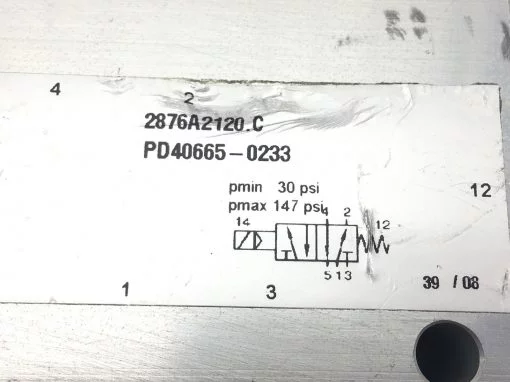 4
2
2876A2120.C
PD40665-0233
pmin 30 psi
pmax 147 psi
12
14 4 2 12
5 1 3
39 / 08
1 3